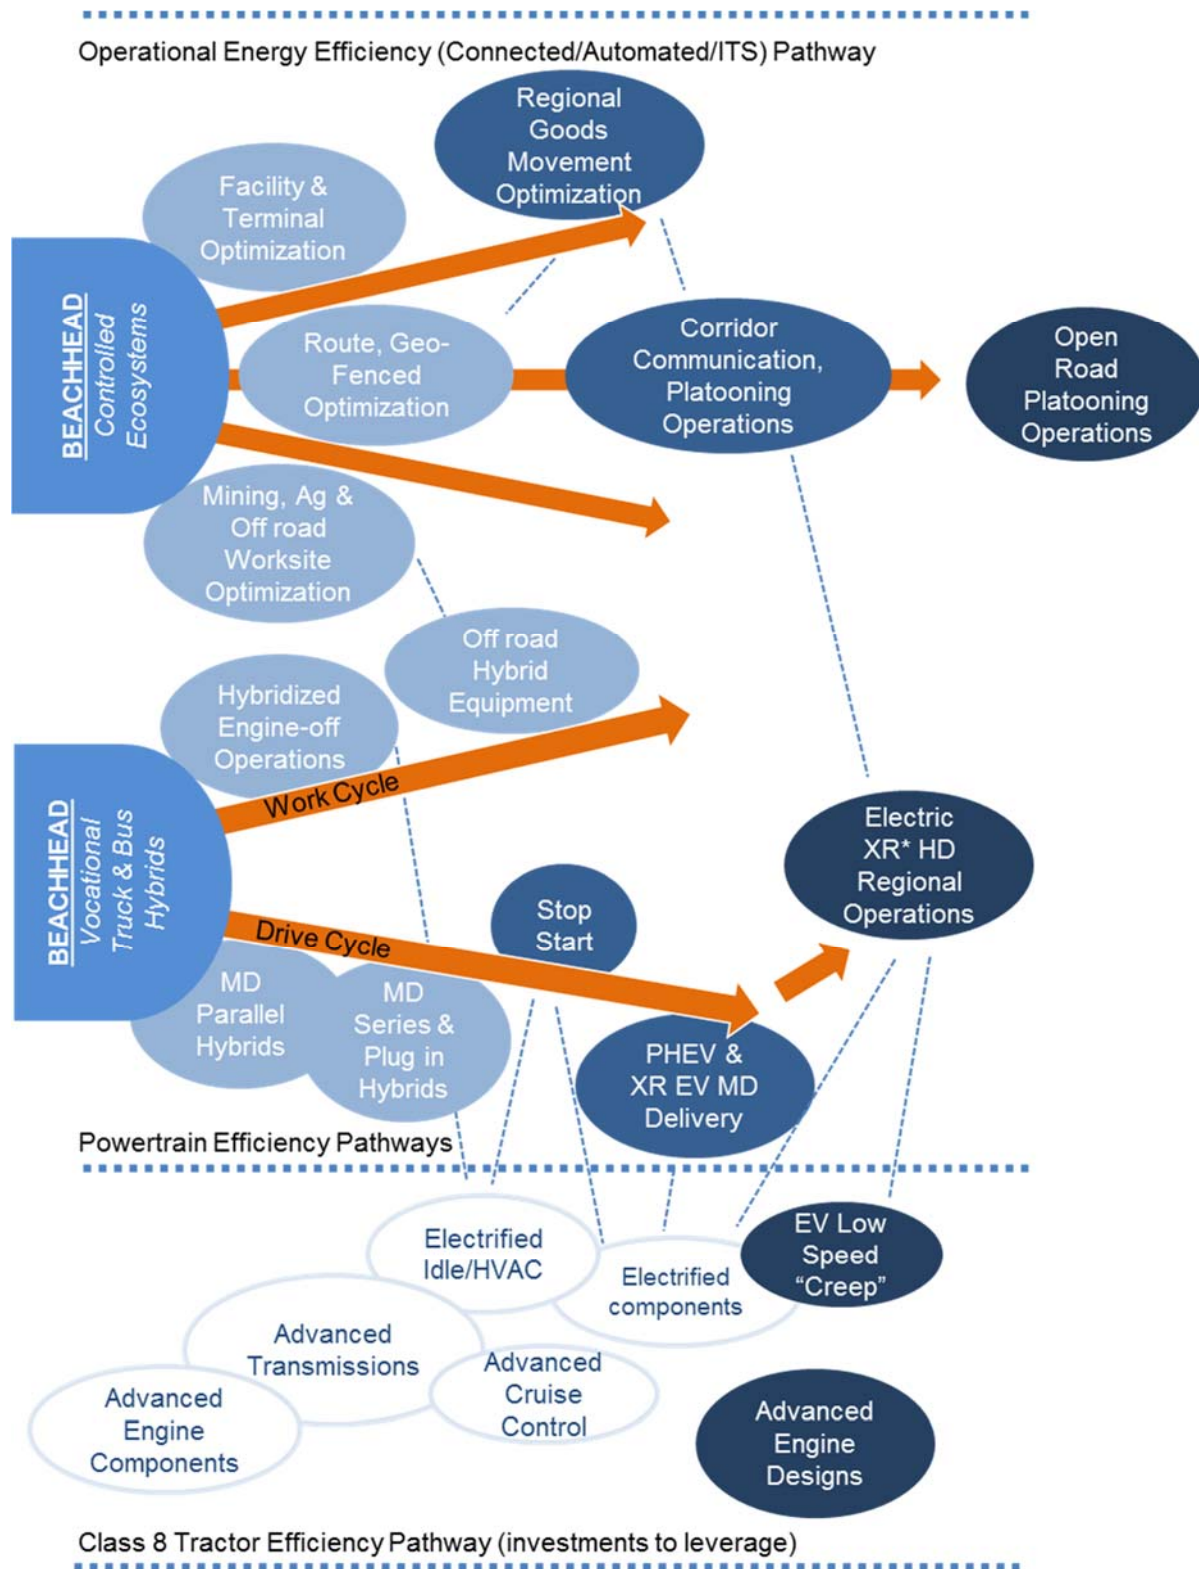 Operational Energy Efficiency (Connected/Automated/ITS) Pathway
Regional
Goods
Movement
Optimization
Facility &
Terminal
Optimization
BEACHHEAD
Controlled
Ecosystems
Route, Geo-
Fenced
Optimization
Corridor
Communication,
Platooning
Operations
Open
Road
Platooning
Operations
Mining, Ag &
Off road
Worksite
Optimization
Off road
Hybrid
Equipment
Hybridized
Engine-off
Operations
Work Cycle
BEACHHEAD
Vocational
Truck & Bus
Hybrids
Electric
XR* HD
Regional
Operations
Stop
Start
Drive Cycle
MD
Parallel
Hybrids
MD
Series &
Plug in
Hybrids
PHEV &
XR EV MD
Delivery
Powertrain Efficiency Pathways
Electrified
Idle/HVAC
Electrified
components
EV Low
Speed
“Creep”
Advanced
Transmissions
Advanced
Cruise
Control
Advanced
Engine
Components
Advanced
Engine
Designs
Class 8 Tractor Efficiency Pathway (investments to leverage)